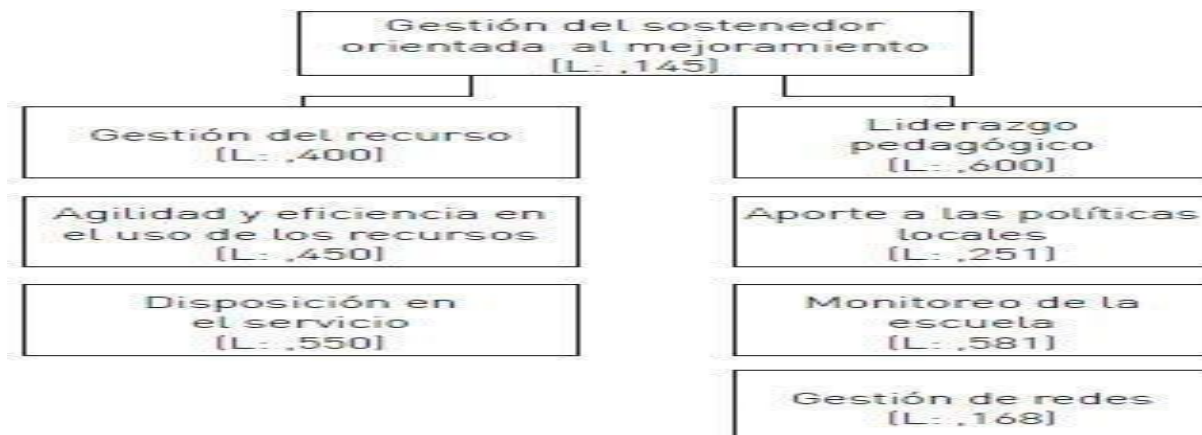 Gestión del sostenedor
orientada al mejoramiento
[L: ,145]
Gestión del recurso
[L: ,400]
Agilidad y eficiencia en
el uso de los recursos
[L: ,450]
Disposición en
el servicio
[L: ,550]
Liderazgo
pedagógico
[L: ,600]
Aporte a las políticas
locales
[L: ,251]
Monitoreo de la
escuela
[L: ,581]
Gestión de redes
[L: ,168]